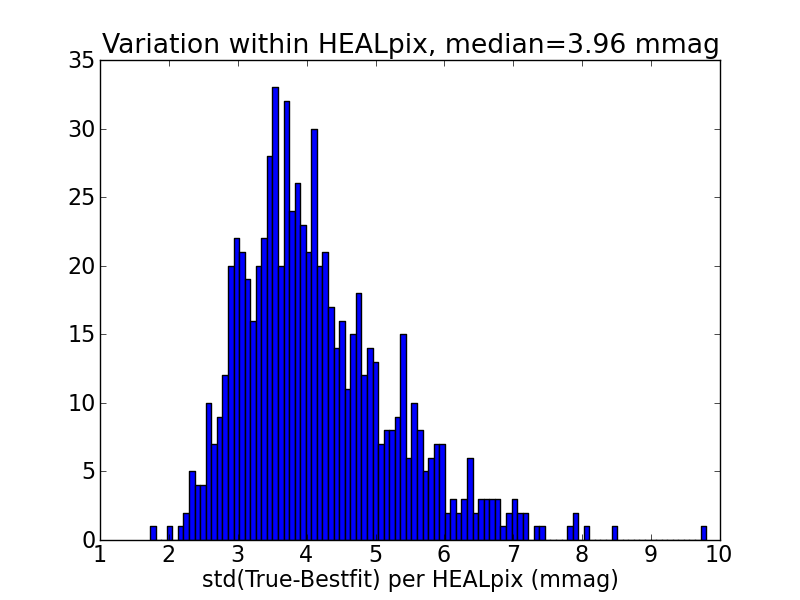 Variation within HEALpix, median=3.96 mmag
35
30
25
20
15
10
5
0
1 2 3 4 5 6 7 8 9 10
std(True-Bestfit) per HEALpix (mmag)